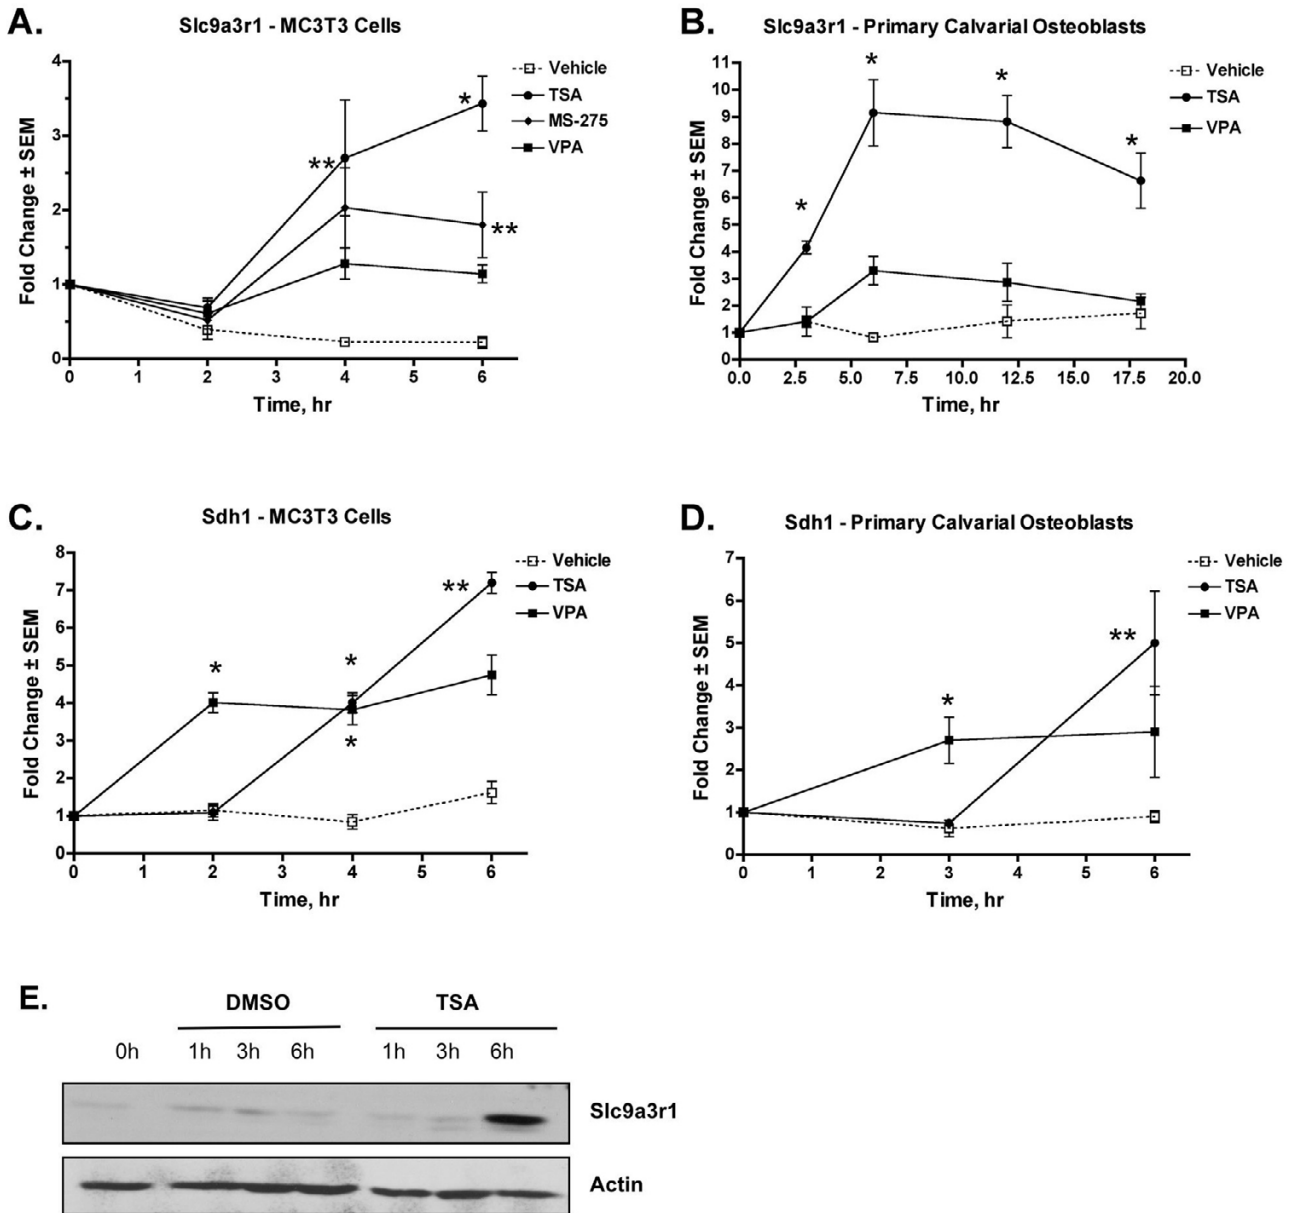 A.
Slc9a3r1 - MC3T3 Cells
Fold Change ± SEM
4
3
2
1
0
0 1 2 3 4 5 6
Time, hr
** * **
Vehicle
TSA
MS-275
VPA
B.
Slc9a3r1 - Primary Calvarial Osteoblasts
Fold Change ± SEM
11
10
9
8
7
6
5
4
3
2
1
0
0.0 2.5 5.0 7.5 10.0 12.5 15.0 17.5 20.0
Time, hr
* * * *
Vehicle
TSA
VPA
C.
Sdh1 - MC3T3 Cells
Fold Change ± SEM
8
7
6
5
4
3
2
1
0
0 1 2 3 4 5 6
Time, hr
* * * **
Vehicle
TSA
VPA
D.
Sdh1 - Primary Calvarial Osteoblasts
Fold Change ± SEM
7
6
5
4
3
2
1
0
0 1 2 3 4 5 6
Time, hr
* **
Vehicle
TSA
VPA
E.
DMSO TSA
0h 1h 3h 6h 1h 3h 6h
Slc9a3r1
Actin